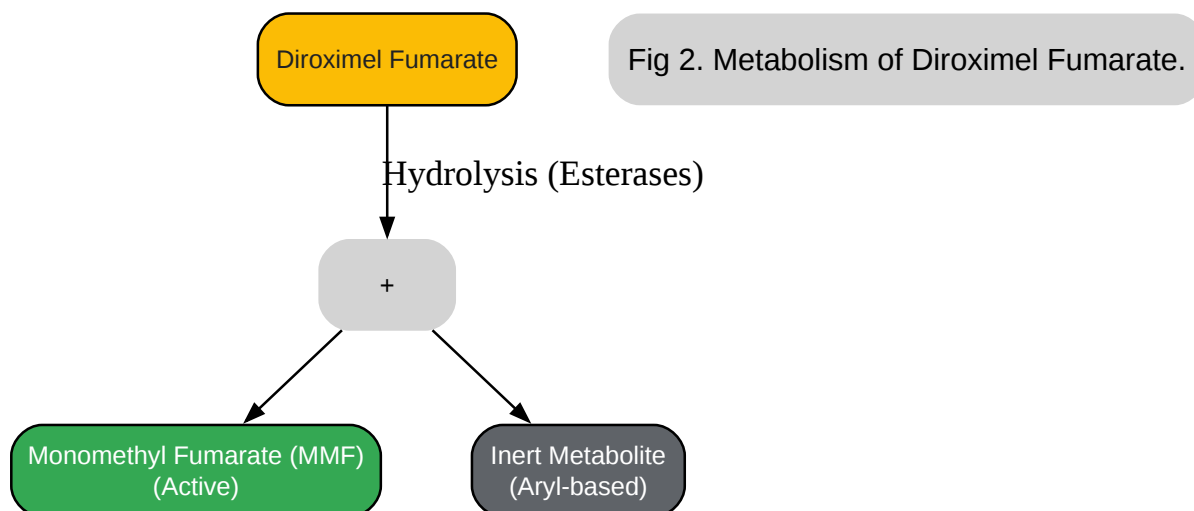 Diroximel Fumarate
Fig 2. Metabolism of Diroximel Fumarate.
Hydrolysis (Esterases)
+
Monomethyl Fumarate (MMF)
(Active)
Inert Metabolite
(Aryl-based)